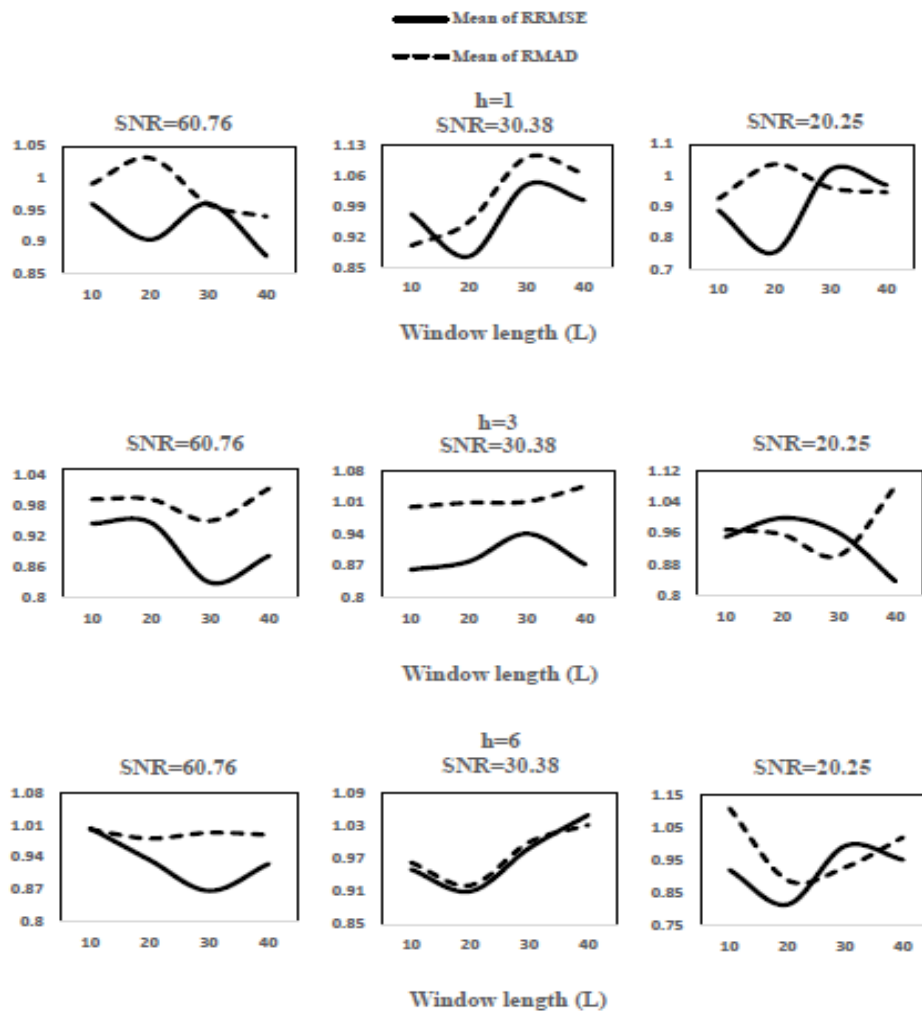 Mean of RRMSE
Mean of RMAD
h=1
SNR=60.76
SNR=30.38
SNR=20.25
1.05
1
0.95
0.9
0.85
10 20 30 40
1.13
1.06
0.99
0.92
0.85
10 20 30 40
1.1
1
0.9
0.8
0.7
10 20 30 40
Window length (L)
h=3
SNR=60.76
SNR=30.38
SNR=20.25
1.04
0.98
0.92
0.86
0.8
10 20 30 40
1.08
1.01
0.94
0.87
0.8
10 20 30 40
1.12
1.04
0.96
0.88
0.8
10 20 30 40
Window length (L)
h=6
SNR=60.76
SNR=30.38
SNR=20.25
1.08
1.01
0.94
0.87
0.8
10 20 30 40
1.09
1.03
0.97
0.91
0.85
10 20 30 40
1.15
1.05
0.95
0.85
0.75
10 20 30 40
Window length (L)